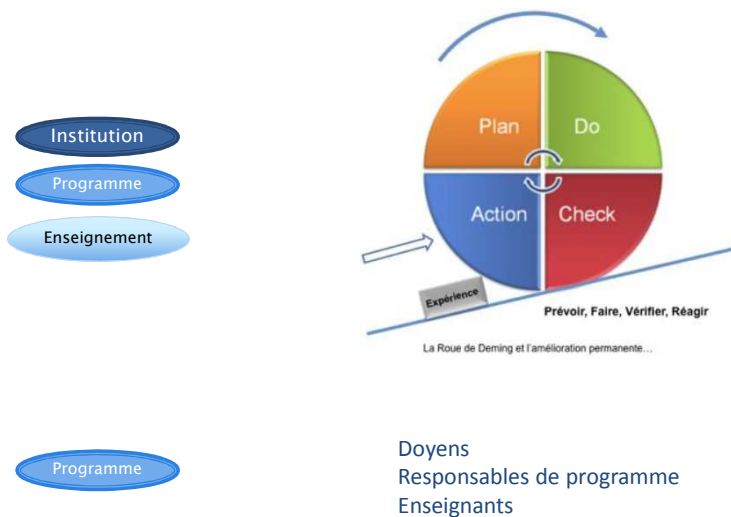 Institution
Programme
Enseignement
Plan
Do
Action
Check
Expérience
Prévoir, Faire, Vérifier, Réagir
La Roue de Deming et l'amélioration permanente…
Programme
Doyens
Responsables de programme
Enseignants